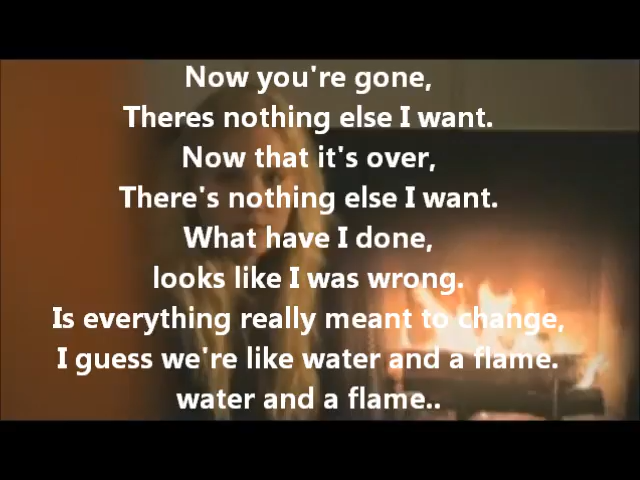 Now you're gone,
Theres nothing else I want.
Now that it's over,
There's nothing else I want.
What have I done,
looks like I was wrong.
Is everything really meant to change,
I guess we're like water and a flame.
water and a flame..